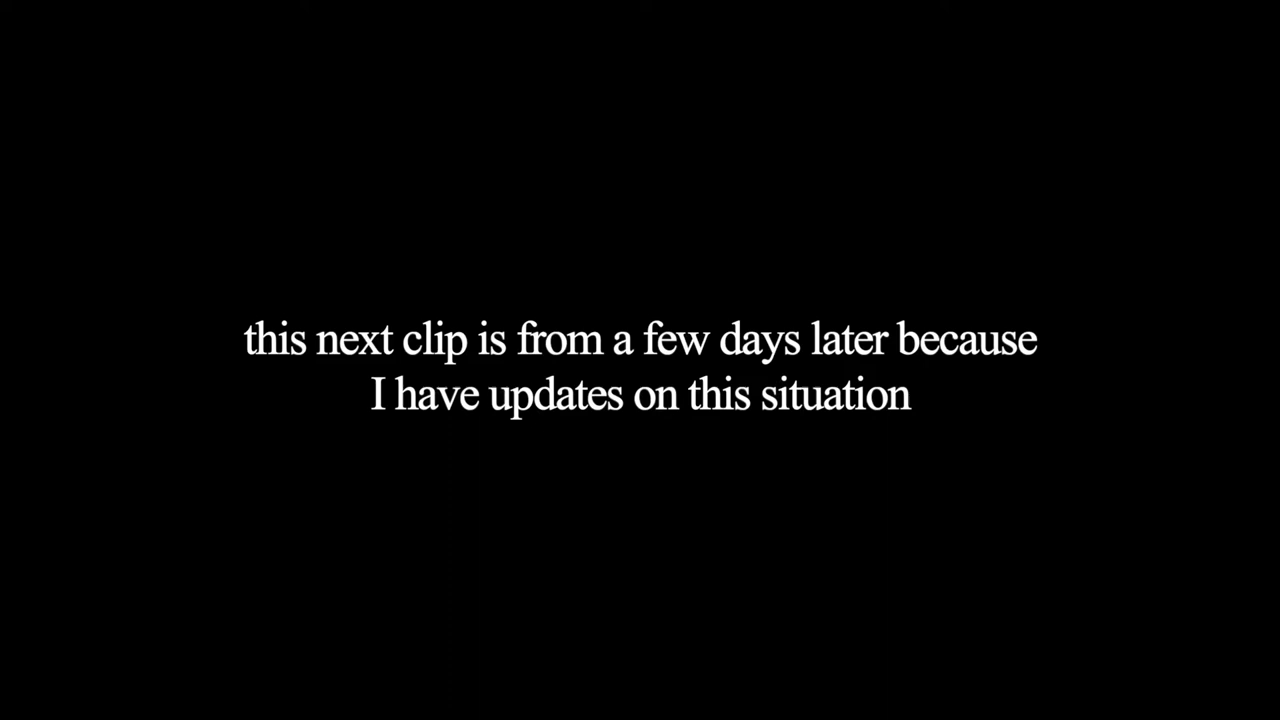 this next clip is from a few days later because
I have updates on this situation